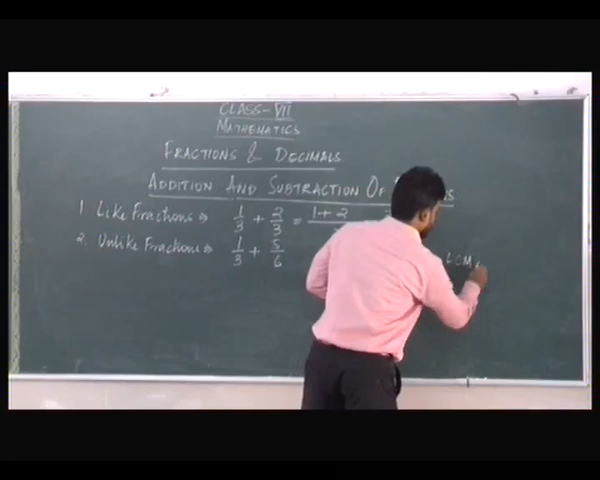 CLASS-VII
MATHEMATICS
FRACTIONS & DECIMALS
ADDITION AND SUBTRACTION OF
1. Like Fractions ⇒ 1/3 + 2/3 = 1+2
2. Unlike Fractions ⇒ 1/3 + 5/6
LCM